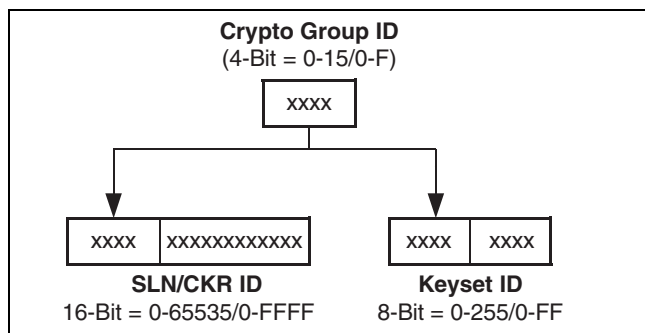 Crypto Group ID
(4-Bit = 0-15/0-F)
xxxx
xxxx xxxxxxxxxxxx xxxx xxxx
SLN/CKR ID Keyset ID
16-Bit = 0-65535/0-FFFF 8-Bit = 0-255/0-FF